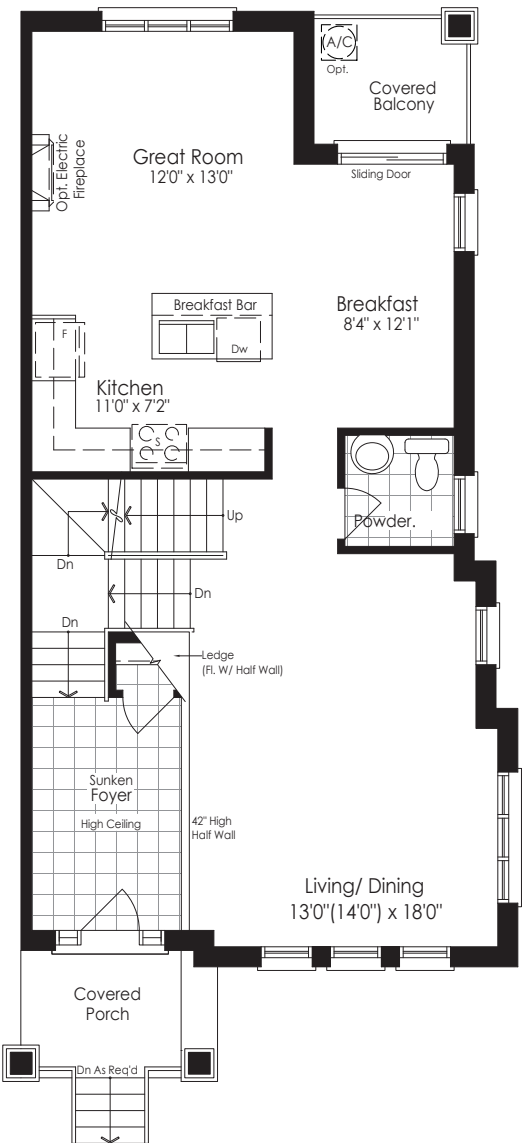 A/C
Opt.
Covered
Balcony
Great Room
12'0" x 13'0"
Opt. Electric
Fireplace
Sliding Door
Breakfast Bar
Breakfast
8'4" x 12'1"
F
Dw
Kitchen
11'0" x 7'2"
S
Powder.
Up
Dn
Dn
Dn
Ledge
(Fl. W/ Half Wall)
Sunken
Foyer
High Ceiling
42" High
Half Wall
Living/ Dining
13'0"(14'0") x 18'0"
Covered
Porch
Dn As Req'd